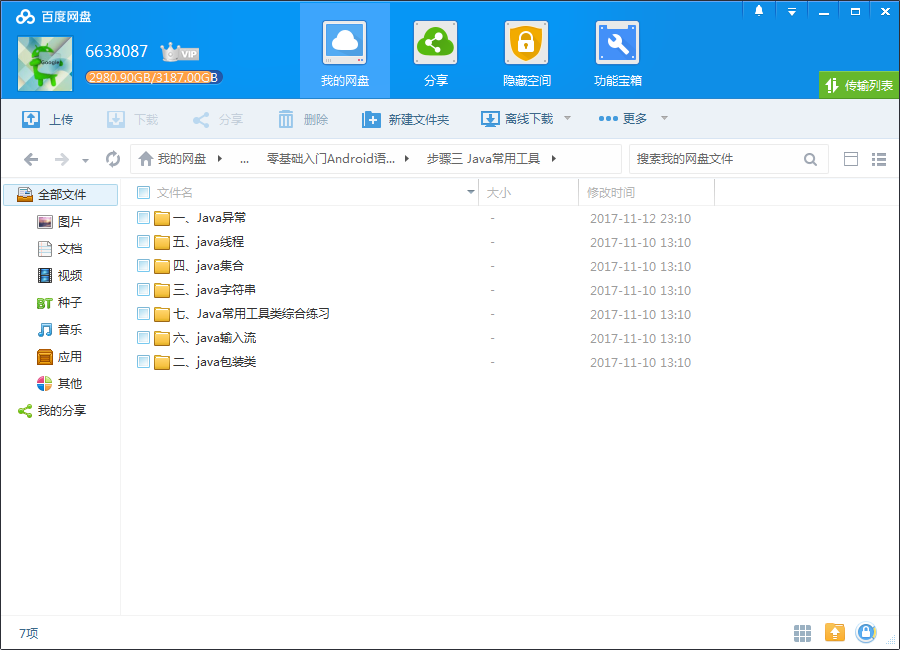 百度网盘
6638087 VIP
2980.90GB/3187.00GB
我的网盘 分享 隐藏空间 功能宝箱
传输列表
上传 下载 分享 删除 新建文件夹 离线下载 更多
我的网盘 ... 零基础入门Android语... 步骤三 Java常用工具 搜索我的网盘文件
全部文件 文件名 大小 修改时间
图片 一、Java异常 - 2017-11-12 23:10
文档 五、java线程 - 2017-11-10 13:10
视频 四、java集合 - 2017-11-10 13:10
BT 种子 三、java字符串 - 2017-11-10 13:10
音乐 七、Java常用工具类综合练习 - 2017-11-10 13:10
应用 六、java输入流 - 2017-11-10 13:10
其他 二、java包装类 - 2017-11-10 13:10
我的分享
7项